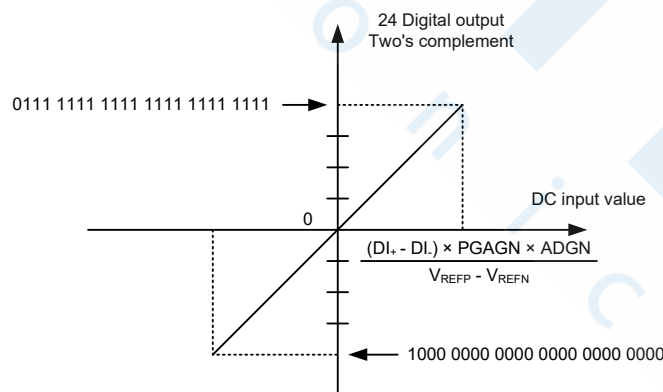 24 Digital output
Two's complement
0111 1111 1111 1111 1111 1111
DC input value
0
(DI+ - DI-) × PGAGN × ADGN
VREFP - VREFN
1000 0000 0000 0000 0000 0000
o n i c